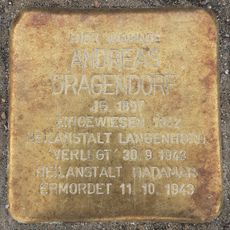 HIER WOHNTE
ANDREAS
DRAGENDORF
JG. 1897
EINGEWIESEN
HEILANSTALT LANGENHORN
"VERLEGT" 30.9.1943
HEILANSTALT HADAMAR
ERMORDET 11.10.1943